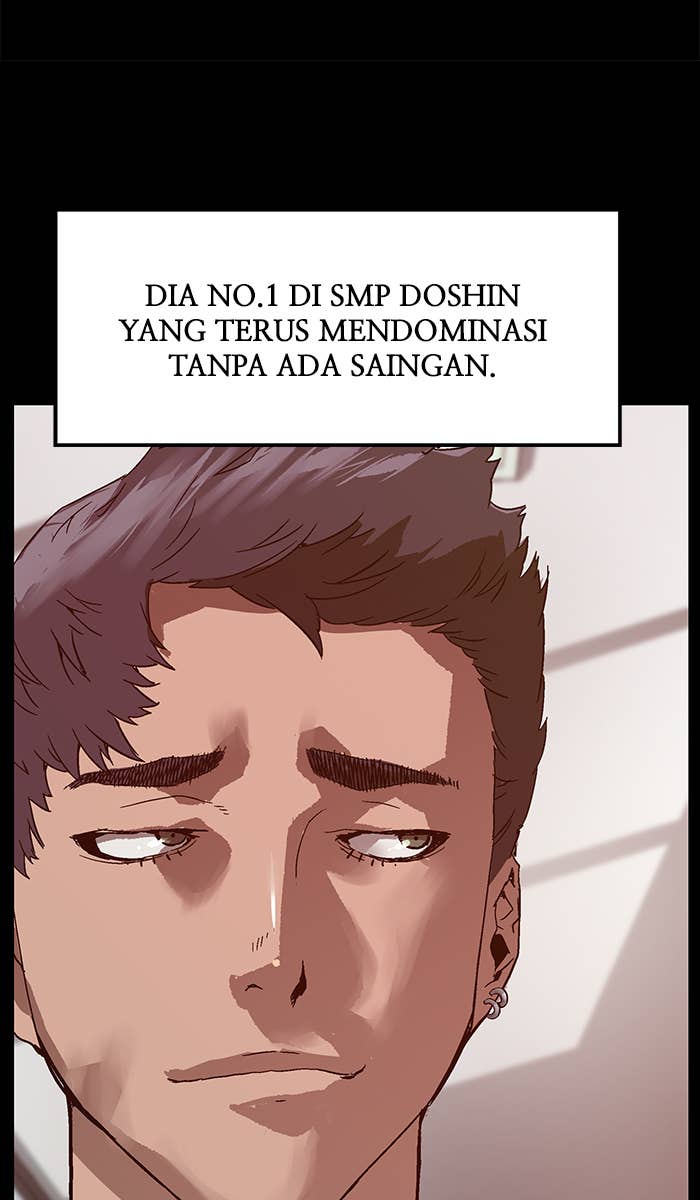 DIA NO.1 DI SMP DOSHIN
YANG TERUS MENDOMINASI
TANPA ADA SAINGAN.